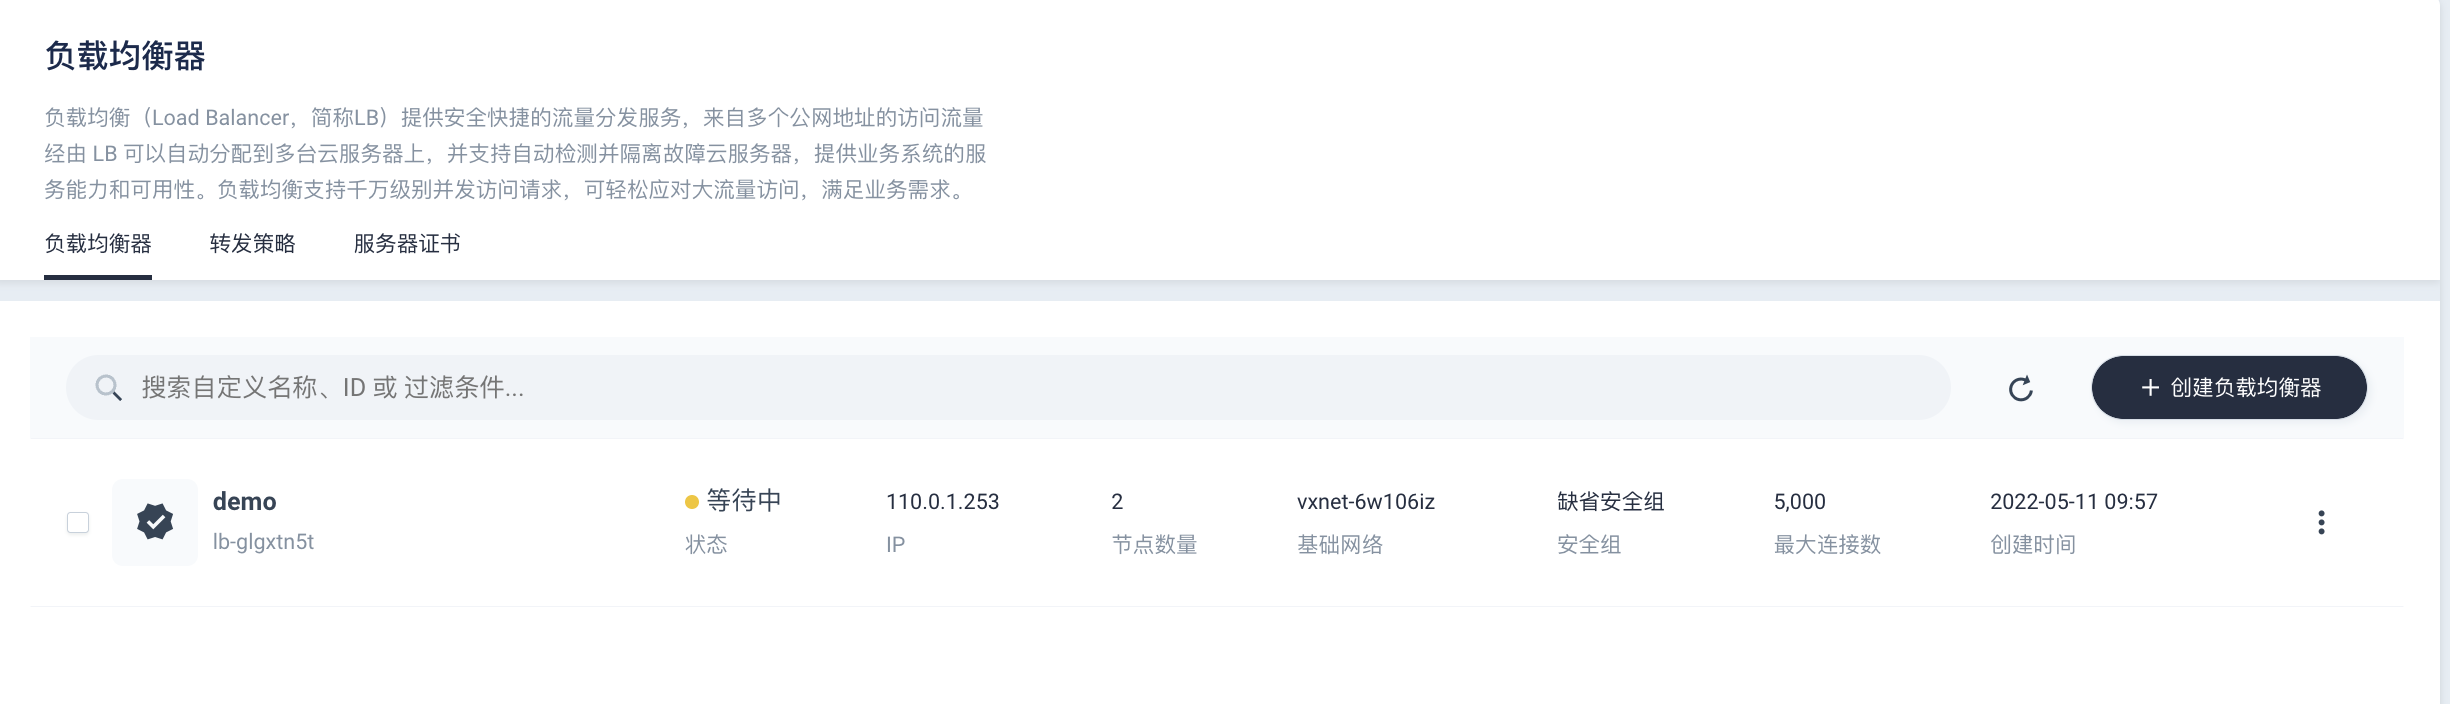 负载均衡器
负载均衡（Load Balancer，简称LB）提供安全快捷的流量分发服务，来自多个公网地址的访问流量
经由 LB 可以自动分配到多台云服务器上，并支持自动检测并隔离故障云服务器，提供业务系统的服
务能力和可用性。负载均衡支持千万级别并发访问请求，可轻松应对大流量访问，满足业务需求。
负载均衡器 转发策略 服务器证书
搜索自定义名称、ID 或 过滤条件...
+ 创建负载均衡器
demo 等待中 110.0.1.253 2 vxnet-6w106iz 缺省安全组 5,000 2022-05-11 09:57
lb-glgxtn5t 状态 IP 节点数量 基础网络 安全组 最大连接数 创建时间